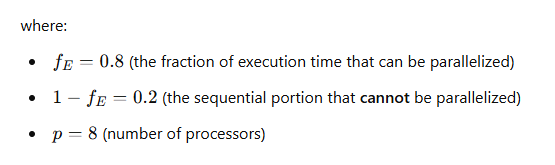 where:
• f_E = 0.8 (the fraction of execution time that can be parallelized)
• 1 − f_E = 0.2 (the sequential portion that cannot be parallelized)
• p = 8 (number of processors)